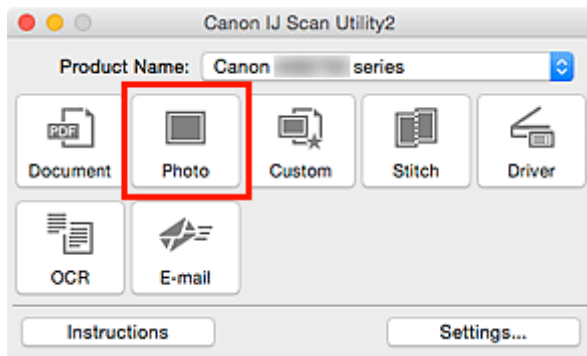 Canon IJ Scan Utility2
Product Name: Canon series
Document Photo Custom Stitch Driver
PDF
OCR E-mail
Instructions Settings...